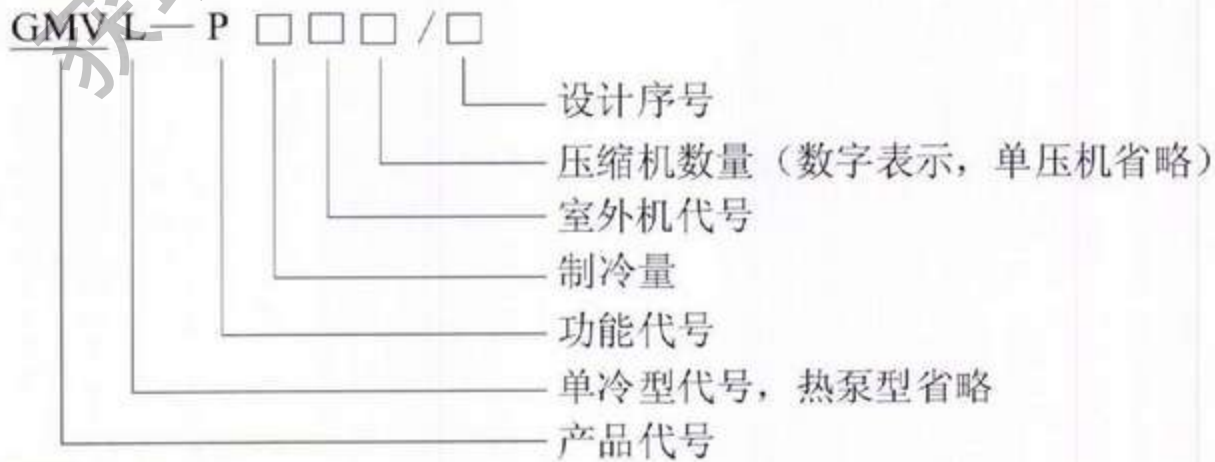 GMV L — P □ □ □ / □
设计序号
压缩机数量（数字表示，单压机省略）
室外机代号
制冷量
功能代号
单冷型代号，热泵型省略
产品代号